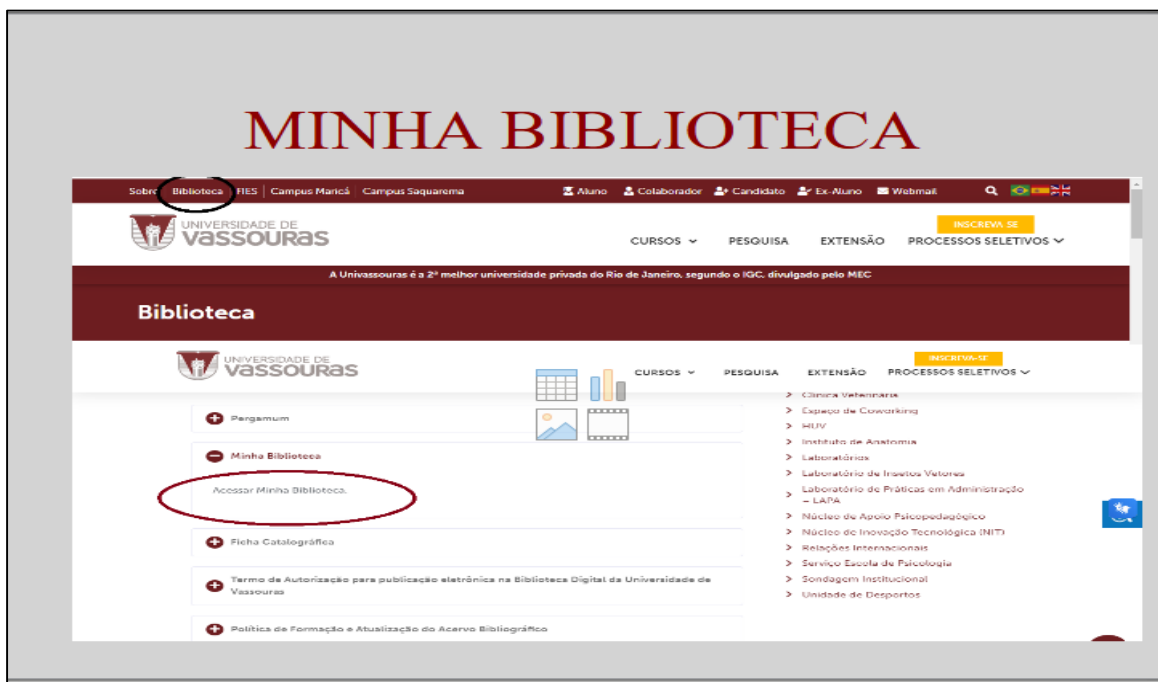 MINHA BIBLIOTECA
Sobre Biblioteca FIES Campus Maricá Campus Saquarema Aluno Colaborador Candidato Ex-Aluno Webmail
UNIVERSIDADE DE
vassouras
INSCREVA-SE
CURSOS PESQUISA EXTENSÃO PROCESSOS SELETIVOS
A Univassouras é a 2ª melhor universidade privada do Rio de Janeiro, segundo o IGC, divulgado pelo MEC
Biblioteca
UNIVERSIDADE DE
vassouras
INSCREVA-SE
CURSOS PESQUISA EXTENSÃO PROCESSOS SELETIVOS
Pergamum
Minha Biblioteca
Acessar Minha Biblioteca.
Ficha Catalográfica
Termo de Autorização para publicação eletrônica na Biblioteca Digital da Universidade de
Vassouras
Política de Formação e Atualização do Acervo Bibliográfico
Clínica Veterinária
Espaço de Coworking
HUV
Instituto de Anatomia
Laboratórios
Laboratório de Insetos Vetores
Laboratório de Práticas em Administração
– LAPA
Núcleo de Apoio Psicopedagógico
Núcleo de Inovação Tecnológica (NIT)
Relações Internacionais
Serviço Escola de Psicologia
Sondagem Institucional
Unidade de Desportos